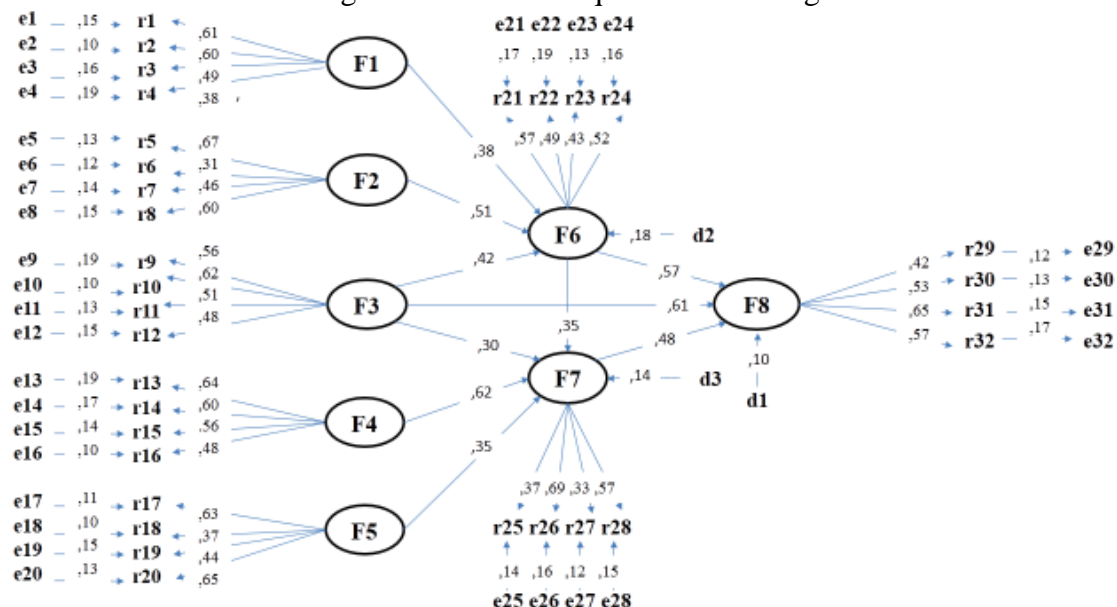 e1 ,15 r1 ,61
e2 ,10 r2 ,60
e3 ,16 r3 ,49
e4 ,19 r4 ,38 ,
F1
e5 ,13 r5 ,67
e6 ,12 r6 ,31
e7 ,14 r7 ,46
e8 ,15 r8 ,60
F2
e9 ,19 r9 ,56
e10 ,10 r10 ,62
e11 ,13 r11 ,51
e12 ,15 r12 ,48
F3
e13 ,19 r13 ,64
e14 ,17 r14 ,60
e15 ,14 r15 ,56
e16 ,10 r16 ,48
F4
e17 ,11 r17 ,63
e18 ,10 r18 ,37
e19 ,15 r19 ,44
e20 ,13 r20 ,65
F5
e21 e22 e23 e24
,17 ,19 ,13 ,16
r21 r22 r23 r24
,57 ,49 ,43 ,52
,38
,51
,42
F6
,18 d2
,57
,61
,35
,30
,62
,35
F7
,14 d3
,48
F8
,10
d1
,37 ,69 ,33 ,57
r25 r26 r27 r28
,14 ,16 ,12 ,15
e25 e26 e27 e28
,42 r29 ,12 e29
,53 r30 ,13 e30
,65 r31 ,15 e31
,57 r32 ,17 e32